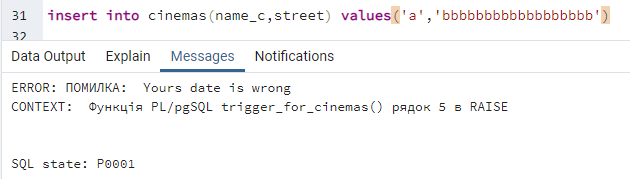 31 insert into cinemas(name_c,street) values('a','bbbbbbbbbbbbbbbbbb')
32
Data Output Explain Messages Notifications
ERROR: ПОМИЛКА:  Yours date is wrong
CONTEXT:  Функція PL/pgSQL trigger_for_cinemas() рядок 5 в RAISE
SQL state: P0001